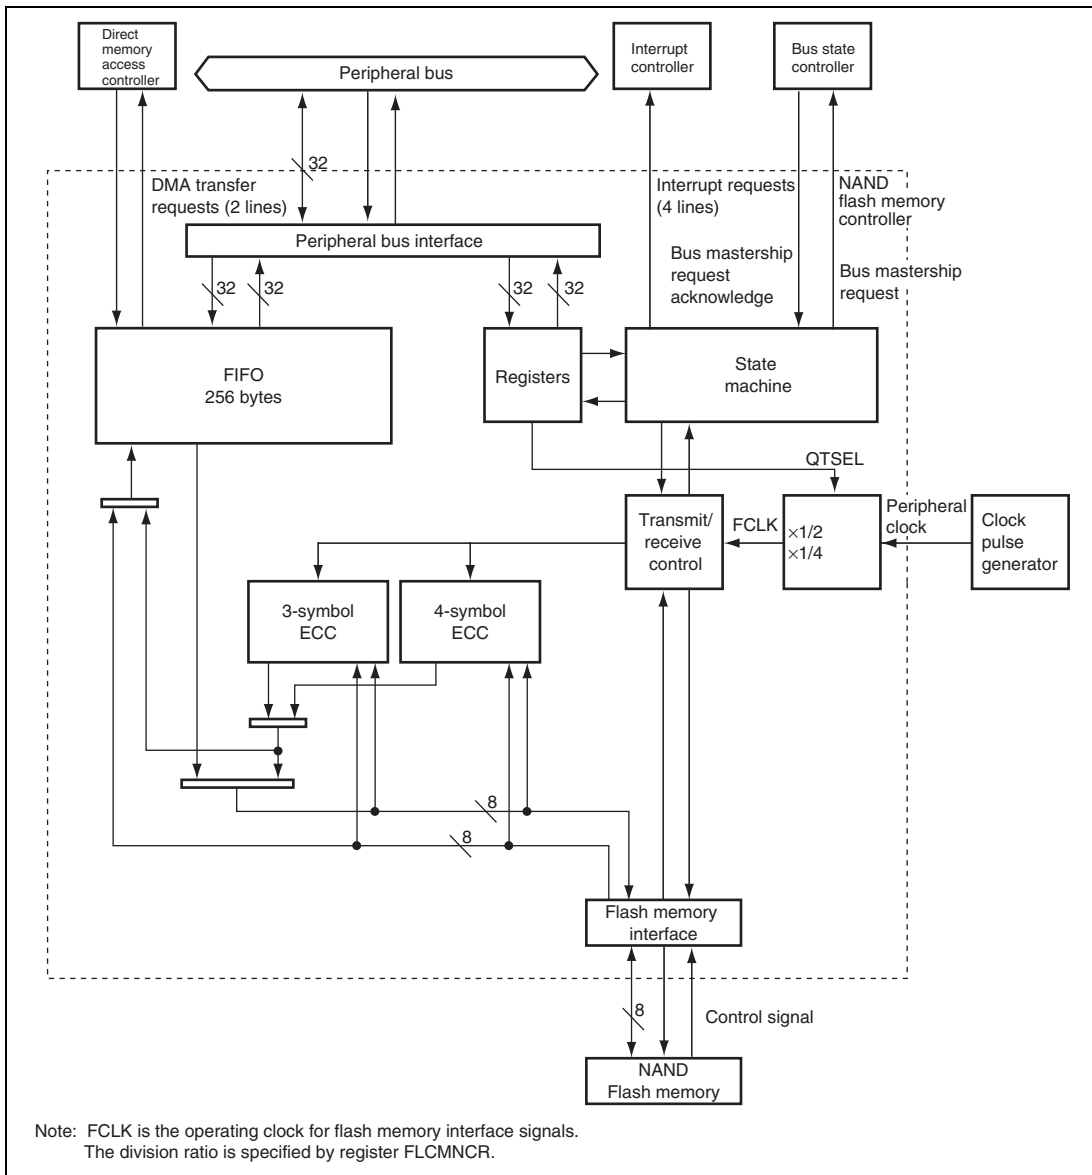 Direct
memory
access
controller
Peripheral bus
Interrupt
controller
Bus state
controller
32
DMA transfer
requests (2 lines)
Interrupt requests
(4 lines)
NAND
flash memory
controller
Peripheral bus interface
Bus mastership
request
acknowledge
Bus mastership
request
32
32
32
32
FIFO
256 bytes
Registers
State
machine
QTSEL
Transmit/
receive
control
FCLK
×1/2
×1/4
Peripheral
clock
Clock
pulse
generator
3-symbol
ECC
4-symbol
ECC
8
8
Flash memory
interface
8
Control signal
NAND
Flash memory
Note: FCLK is the operating clock for flash memory interface signals.
The division ratio is specified by register FLCMNCR.